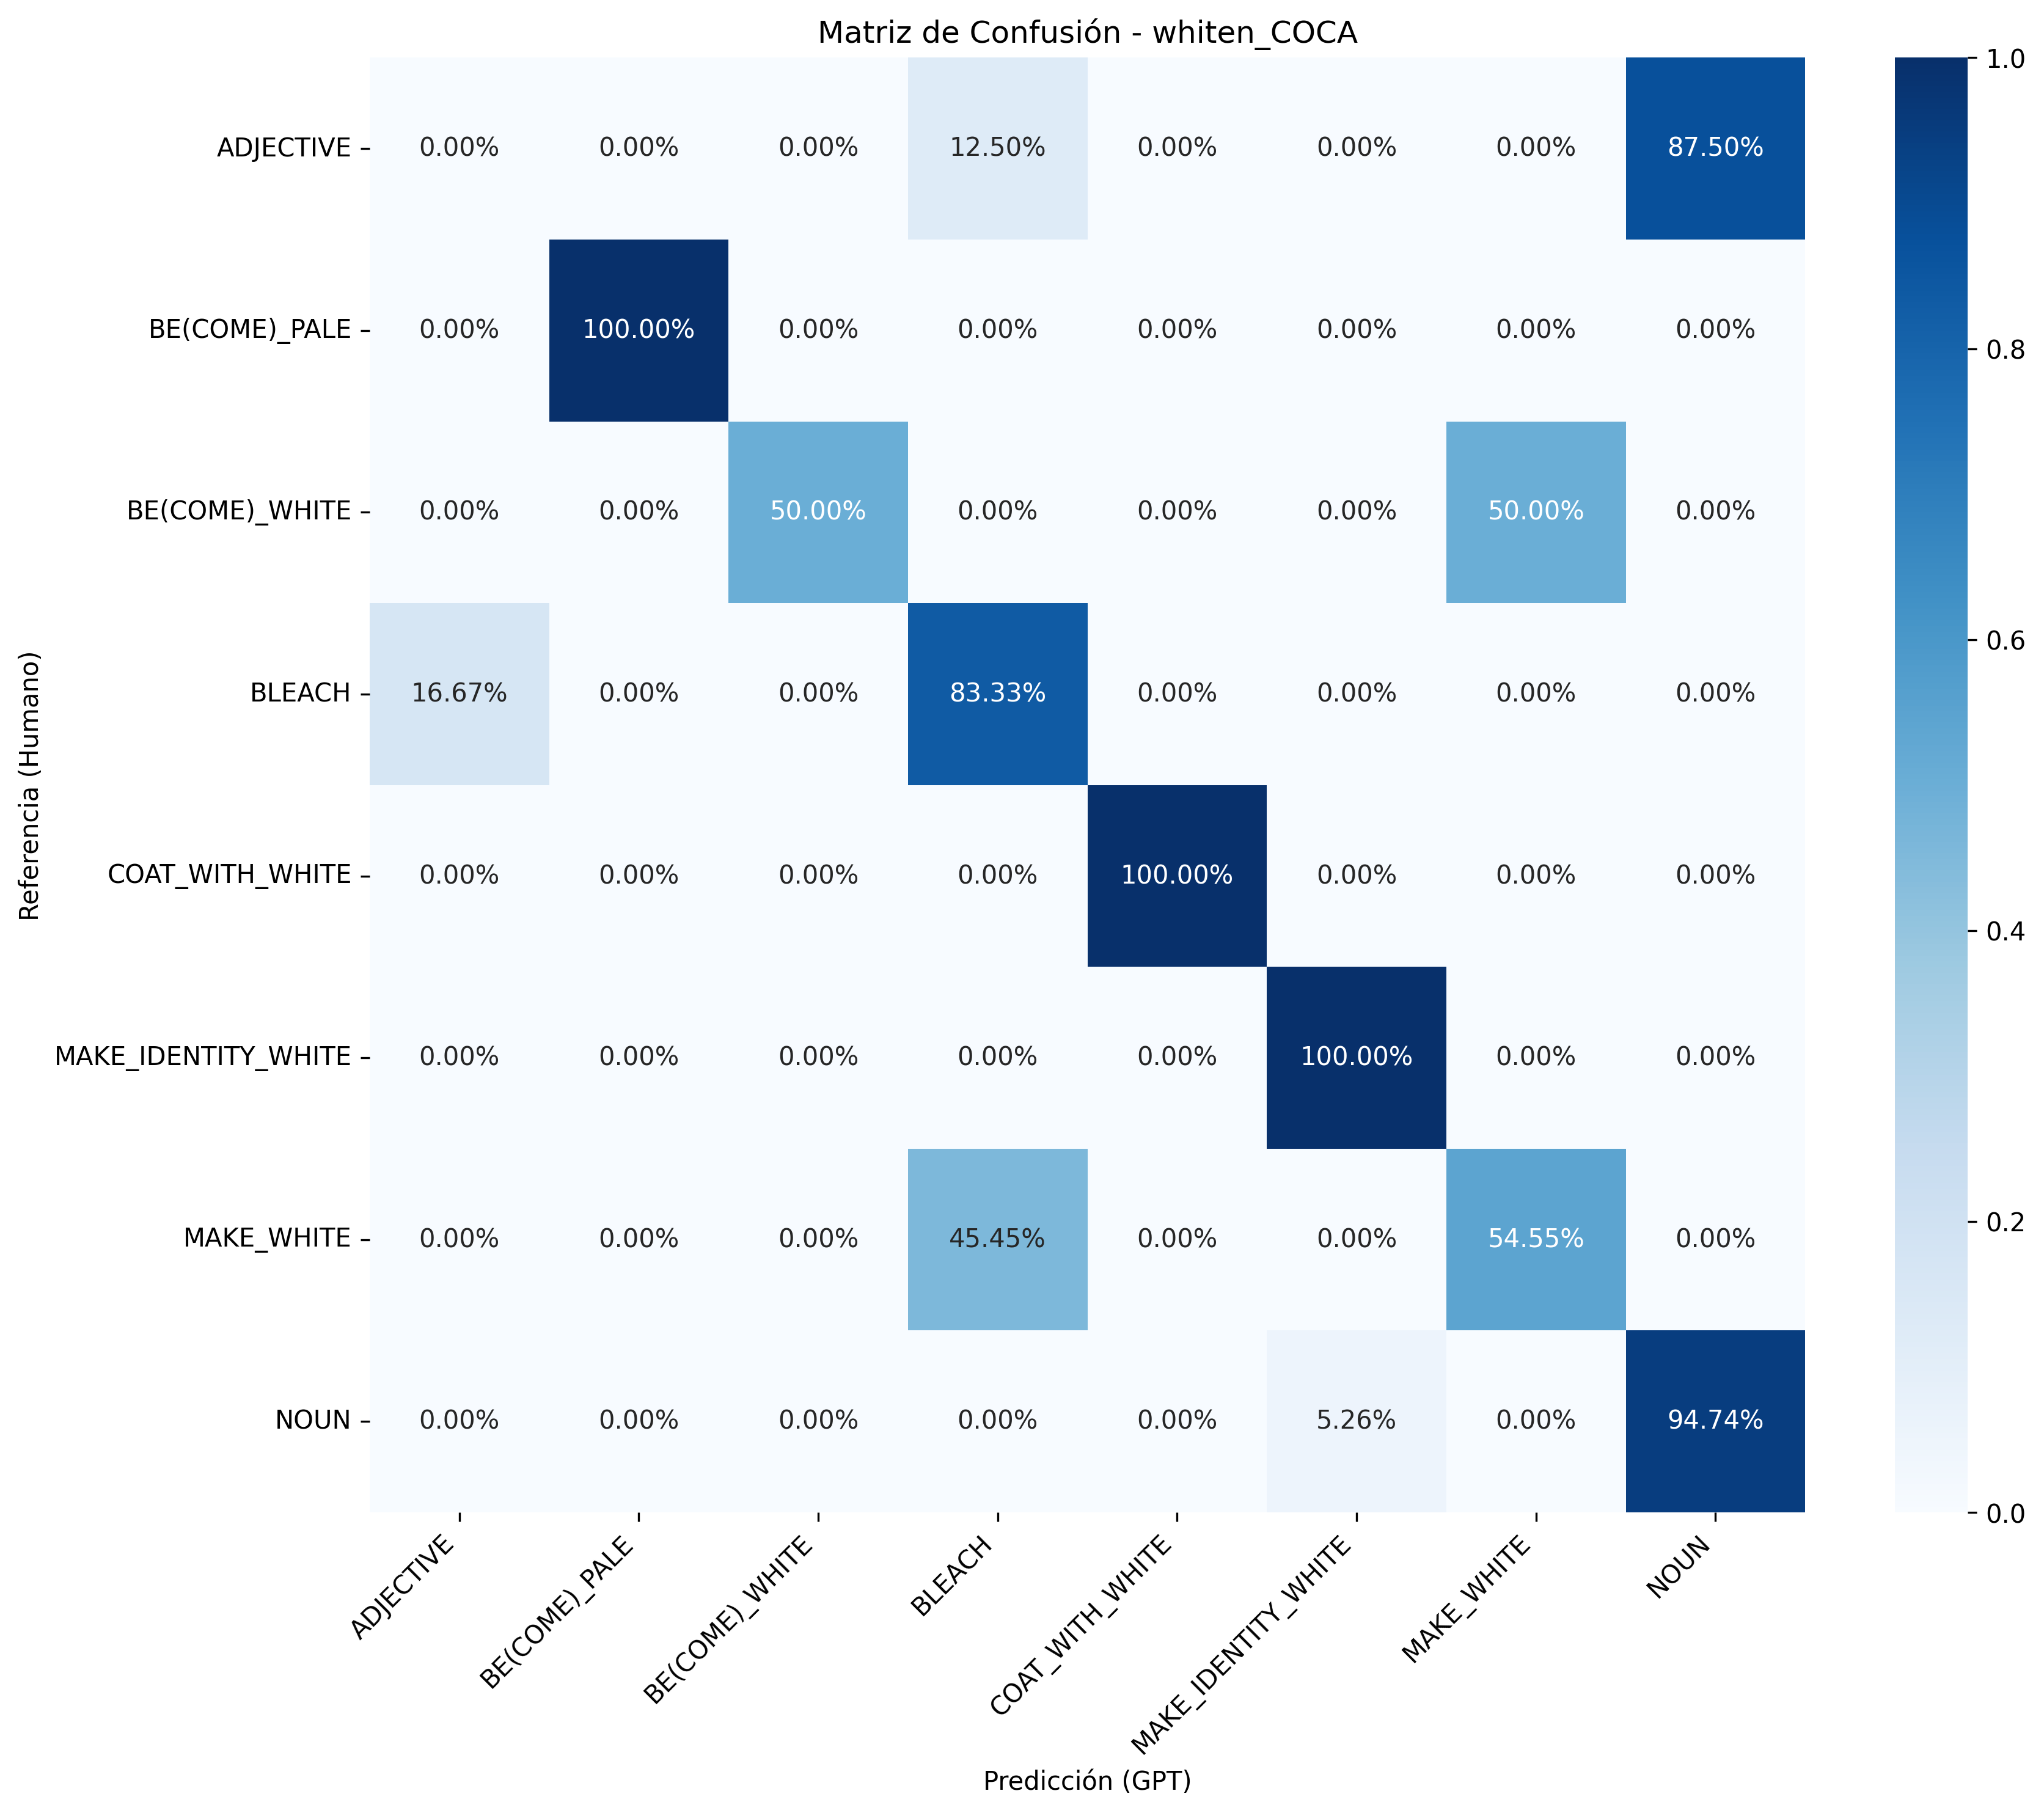 Matriz de Confusión - whiten_COCA
Referencia (Humano)
ADJECTIVE 0.00% 0.00% 0.00% 12.50% 0.00% 0.00% 0.00% 87.50%
BE(COME)_PALE 0.00% 100.00% 0.00% 0.00% 0.00% 0.00% 0.00% 0.00%
BE(COME)_WHITE 0.00% 0.00% 50.00% 0.00% 0.00% 0.00% 50.00% 0.00%
BLEACH 16.67% 0.00% 0.00% 83.33% 0.00% 0.00% 0.00% 0.00%
COAT_WITH_WHITE 0.00% 0.00% 0.00% 0.00% 100.00% 0.00% 0.00% 0.00%
MAKE_IDENTITY_WHITE 0.00% 0.00% 0.00% 0.00% 0.00% 100.00% 0.00% 0.00%
MAKE_WHITE 0.00% 0.00% 0.00% 45.45% 0.00% 0.00% 54.55% 0.00%
NOUN 0.00% 0.00% 0.00% 0.00% 0.00% 5.26% 0.00% 94.74%
ADJECTIVE
BE(COME)_PALE
BE(COME)_WHITE
BLEACH
COAT_WITH_WHITE
MAKE_IDENTITY_WHITE
MAKE_WHITE
NOUN
Predicción (GPT)
1.0
0.8
0.6
0.4
0.2
0.0